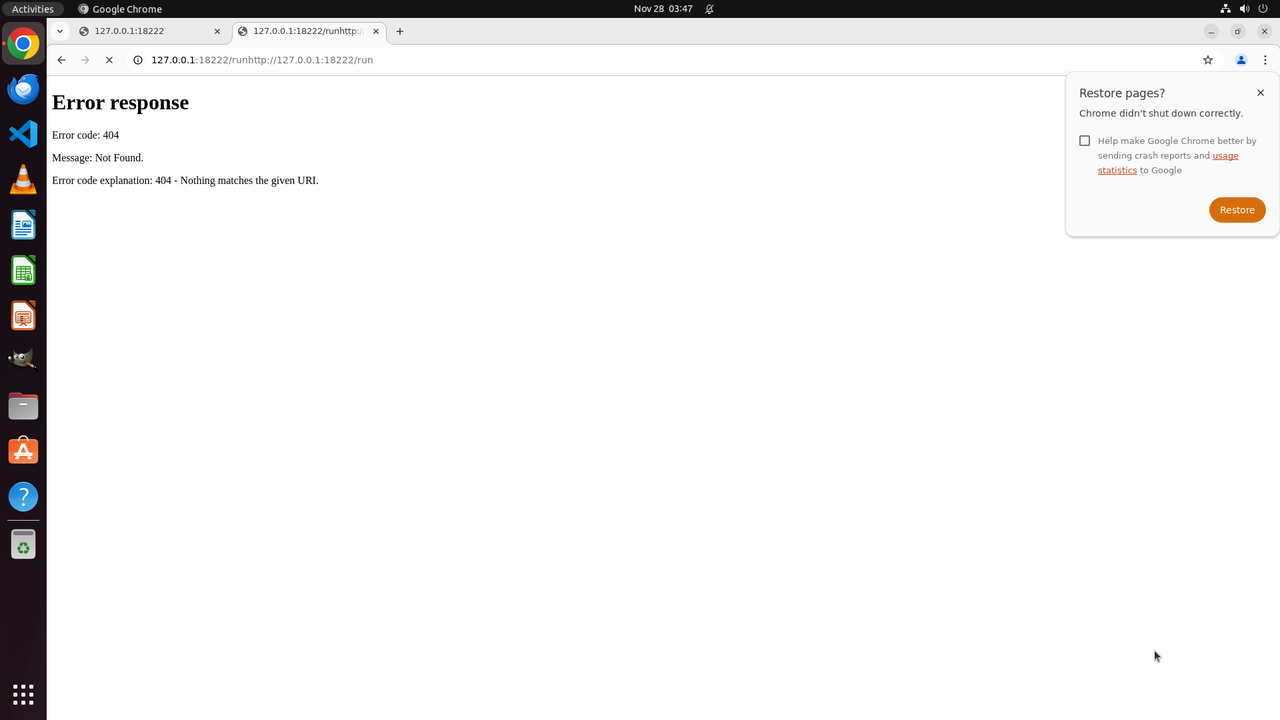 Activities
Google Chrome
Nov 28 03:47
127.0.0.1:18222
127.0.0.1:18222/runhttp:/
127.0.0.1:18222/runhttp://127.0.0.1:18222/run
Error response
Error code: 404
Message: Not Found.
Error code explanation: 404 - Nothing matches the given URI.
Restore pages?
Chrome didn't shut down correctly.
Help make Google Chrome better by
sending crash reports and usage
statistics to Google
Restore